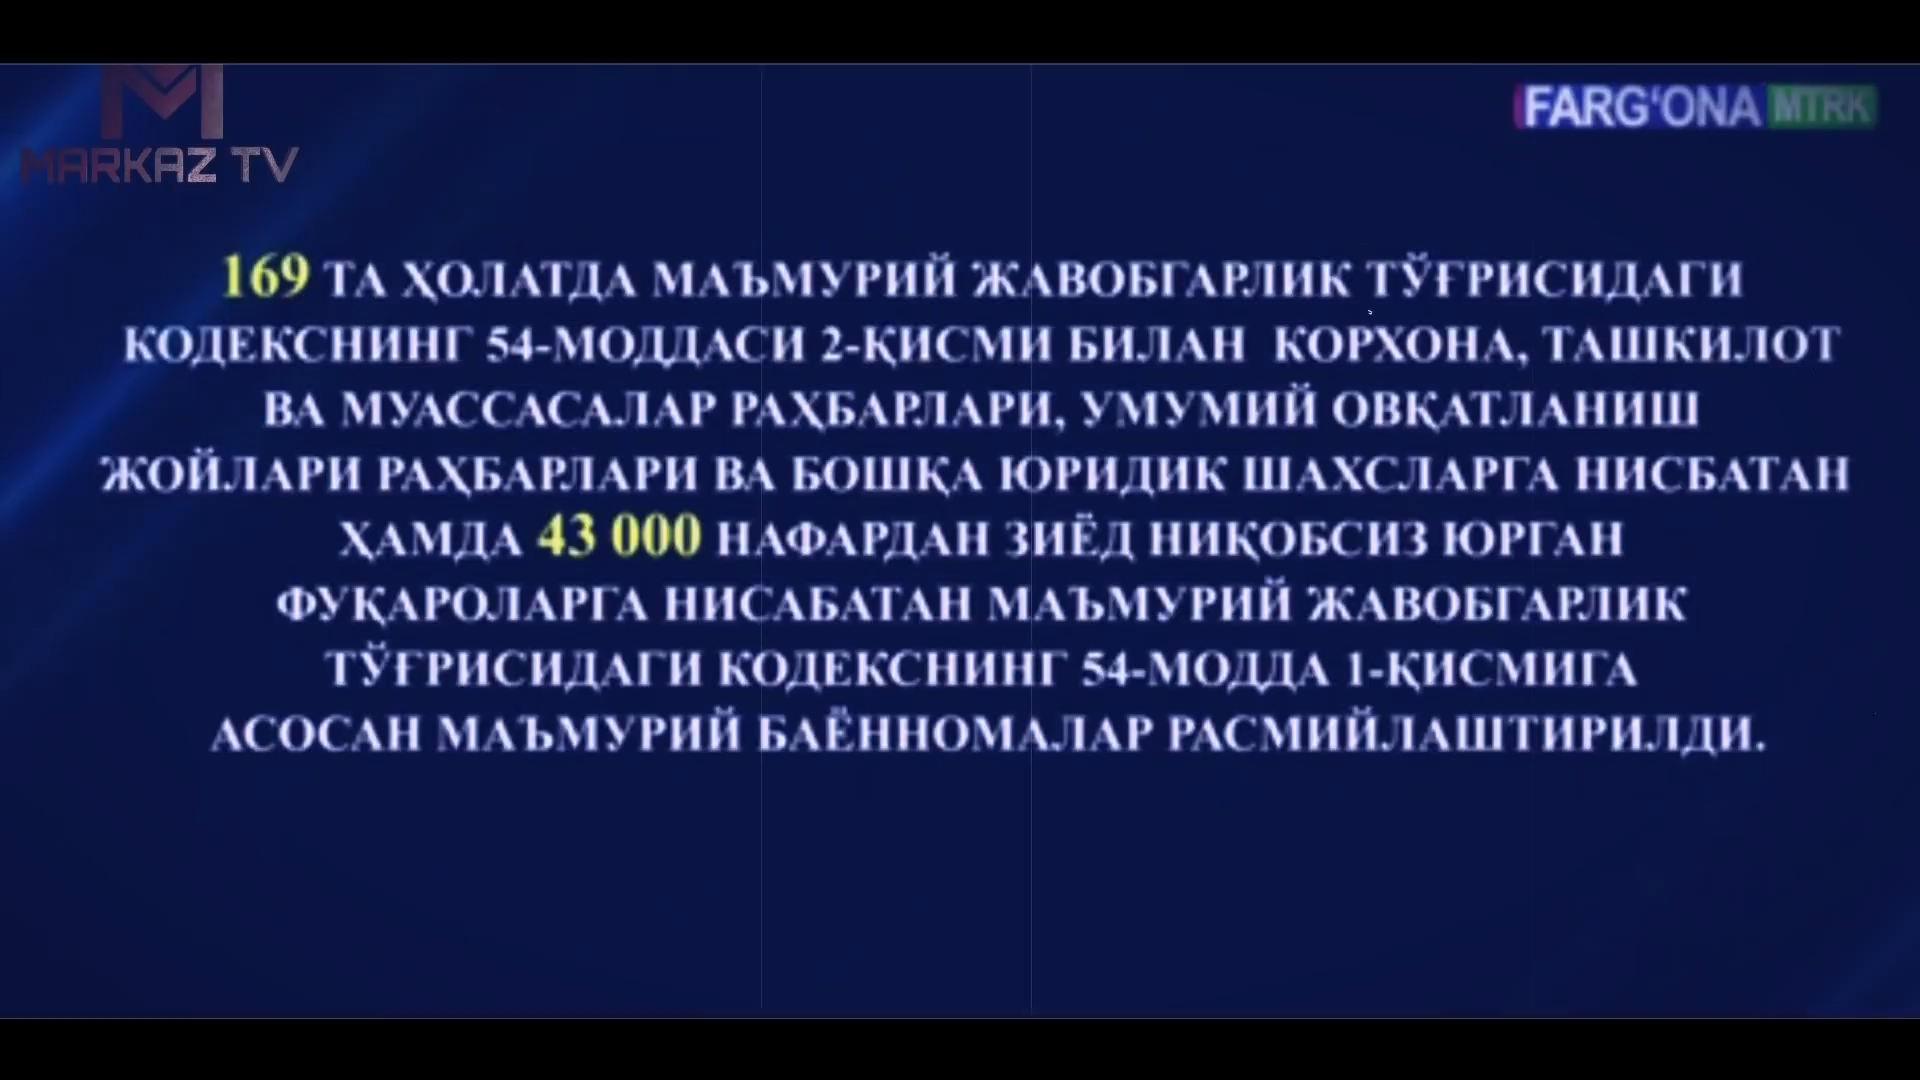 MARKAZ TV
FARG‘ONA MTRK
169 ТА ҲОЛАТДА МАЪМУРИЙ ЖАВОБГАРЛИК ТЎҒРИСИДАГИ
КОДЕКСНИНГ 54-МОДДАСИ 2-ҚИСМИ БИЛАН КОРХОНА, ТАШКИЛОТ
ВА МУАССАСАЛАР РАҲБАРЛАРИ, УМУМИЙ ОВҚАТЛАНИШ
ЖОЙЛАРИ РАҲБАРЛАРИ ВА БОШҚА ЮРИДИК ШАХСЛАРГА НИСБАТАН
ҲАМДА 43 000 НАФАРДАН ЗИЁД НИҚОБСИЗ ЮРГАН
ФУҚАРОЛАРГА НИСАБАТАН МАЪМУРИЙ ЖАВОБГАРЛИК
ТЎҒРИСИДАГИ КОДЕКСНИНГ 54-МОДДА 1-ҚИСМИГА
АСОСАН МАЪМУРИЙ БАЁННОМАЛАР РАСМИЙЛАШТИРИЛДИ.